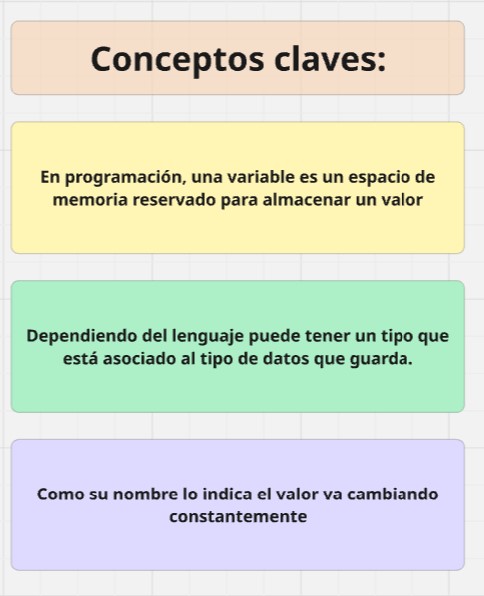 Conceptos claves:
En programación, una variable es un espacio de
memoria reservado para almacenar un valor
Dependiendo del lenguaje puede tener un tipo que
está asociado al tipo de datos que guarda.
Como su nombre lo indica el valor va cambiando
constantemente